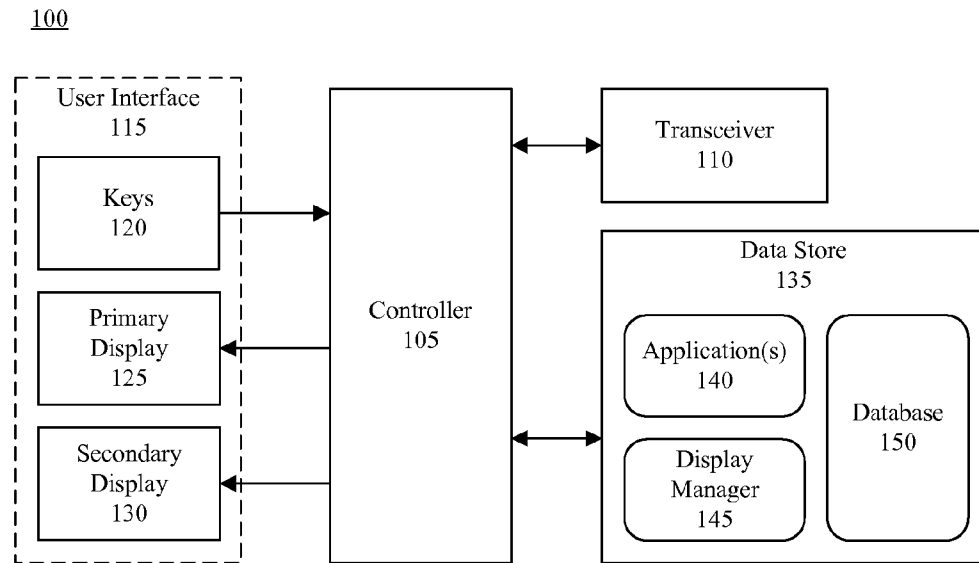 100
User Interface
115
Keys
120
Primary
Display
125
Secondary
Display
130
Controller
105
Transceiver
110
Data Store
135
Application(s)
140
Display
Manager
145
Database
150